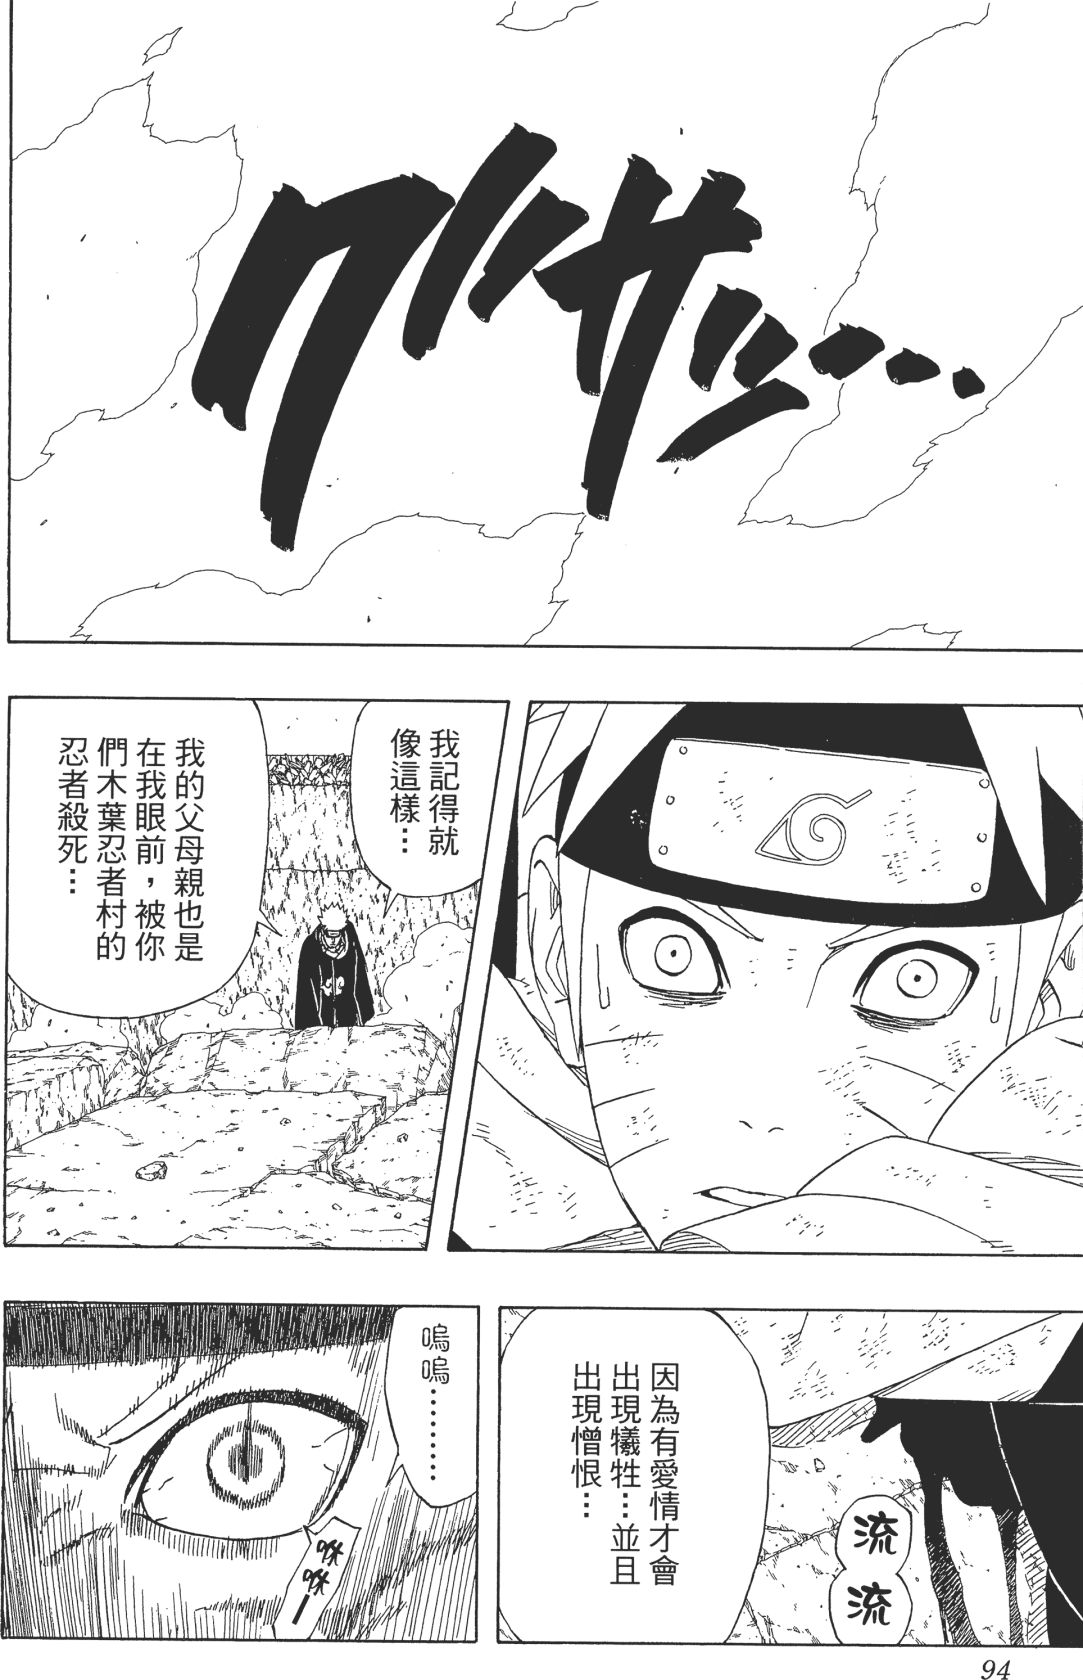 グサッ…
我記得就
像這樣…
我的父母親也是
在我眼前，被你
們木葉忍者村的
忍者殺死…
流
流
因為有愛情才會
出現犧牲…並且
出現憎恨…
嗚
嗚………
咻
咻
94